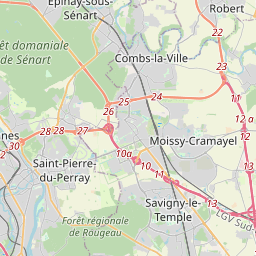 Épinay-sous-
Sénart
Robert
Forêt domaniale
de Sénart
Combs-la-Ville
23
26
25
24
11
12 a
12
28
28
27
Moissy-Cramayel
10a
10
11
11
13
Saint-Pierre-
du-Perray
13
Savigny-le-
Temple
LGV Sud
Forêt régionale
de Rougeau